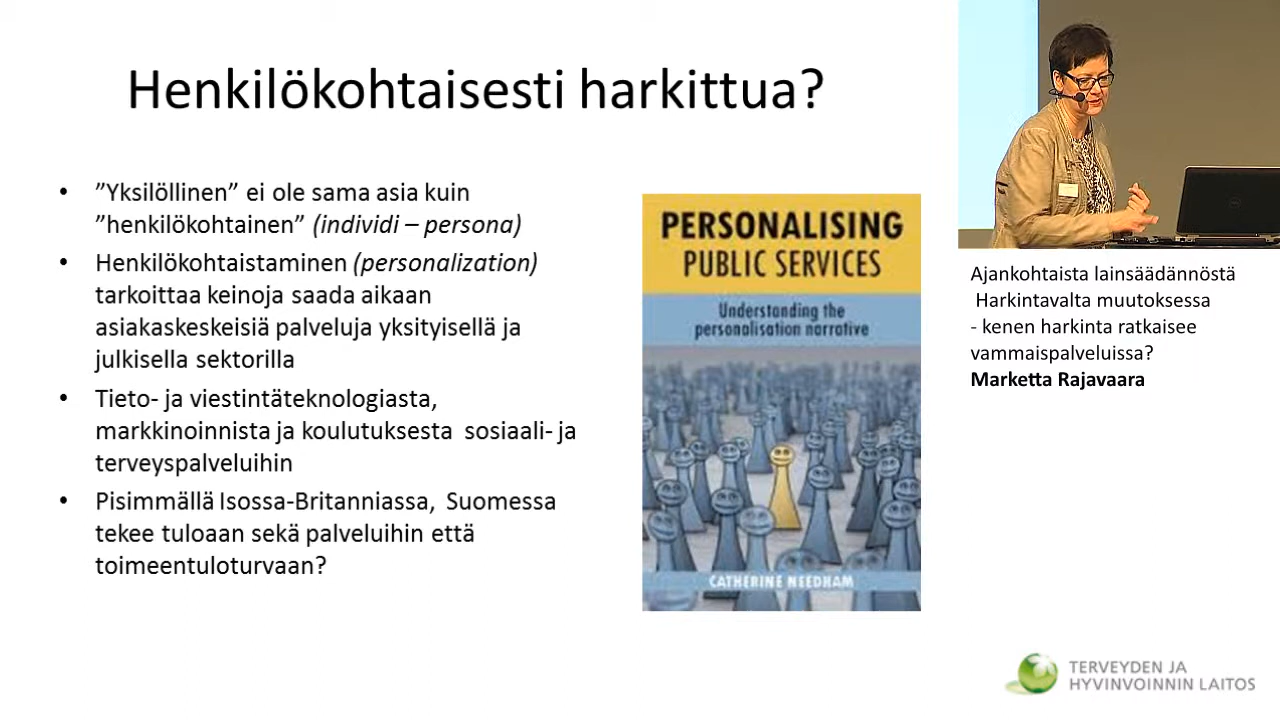 Henkilökohtaisesti harkittua?
• ”Yksilöllinen” ei ole sama asia kuin
”henkilökohtainen” (individi – persona)
• Henkilökohtaistaminen (personalization)
tarkoittaa keinoja saada aikaan
asiakaskeskeisiä palveluja yksityisellä ja
julkisella sektorilla
• Tieto- ja viestintäteknologiasta,
markkinoinnista ja koulutuksesta sosiaali- ja
terveyspalveluihin
• Pisimmällä Isossa-Britanniassa, Suomessa
tekee tuloaan sekä palveluihin että
toimeentuloturvaan?
PERSONALISING
PUBLIC SERVICES
Understanding the
personalisation narrative
CATHERINE NEEDHAM
Ajankohtaista lainsäädännöstä
Harkintavalta muutoksessa
- kenen harkinta ratkaisee
vammaispalveluissa?
Marketta Rajavaara
TERVEYDEN JA
HYVINVOINNIN LAITOS